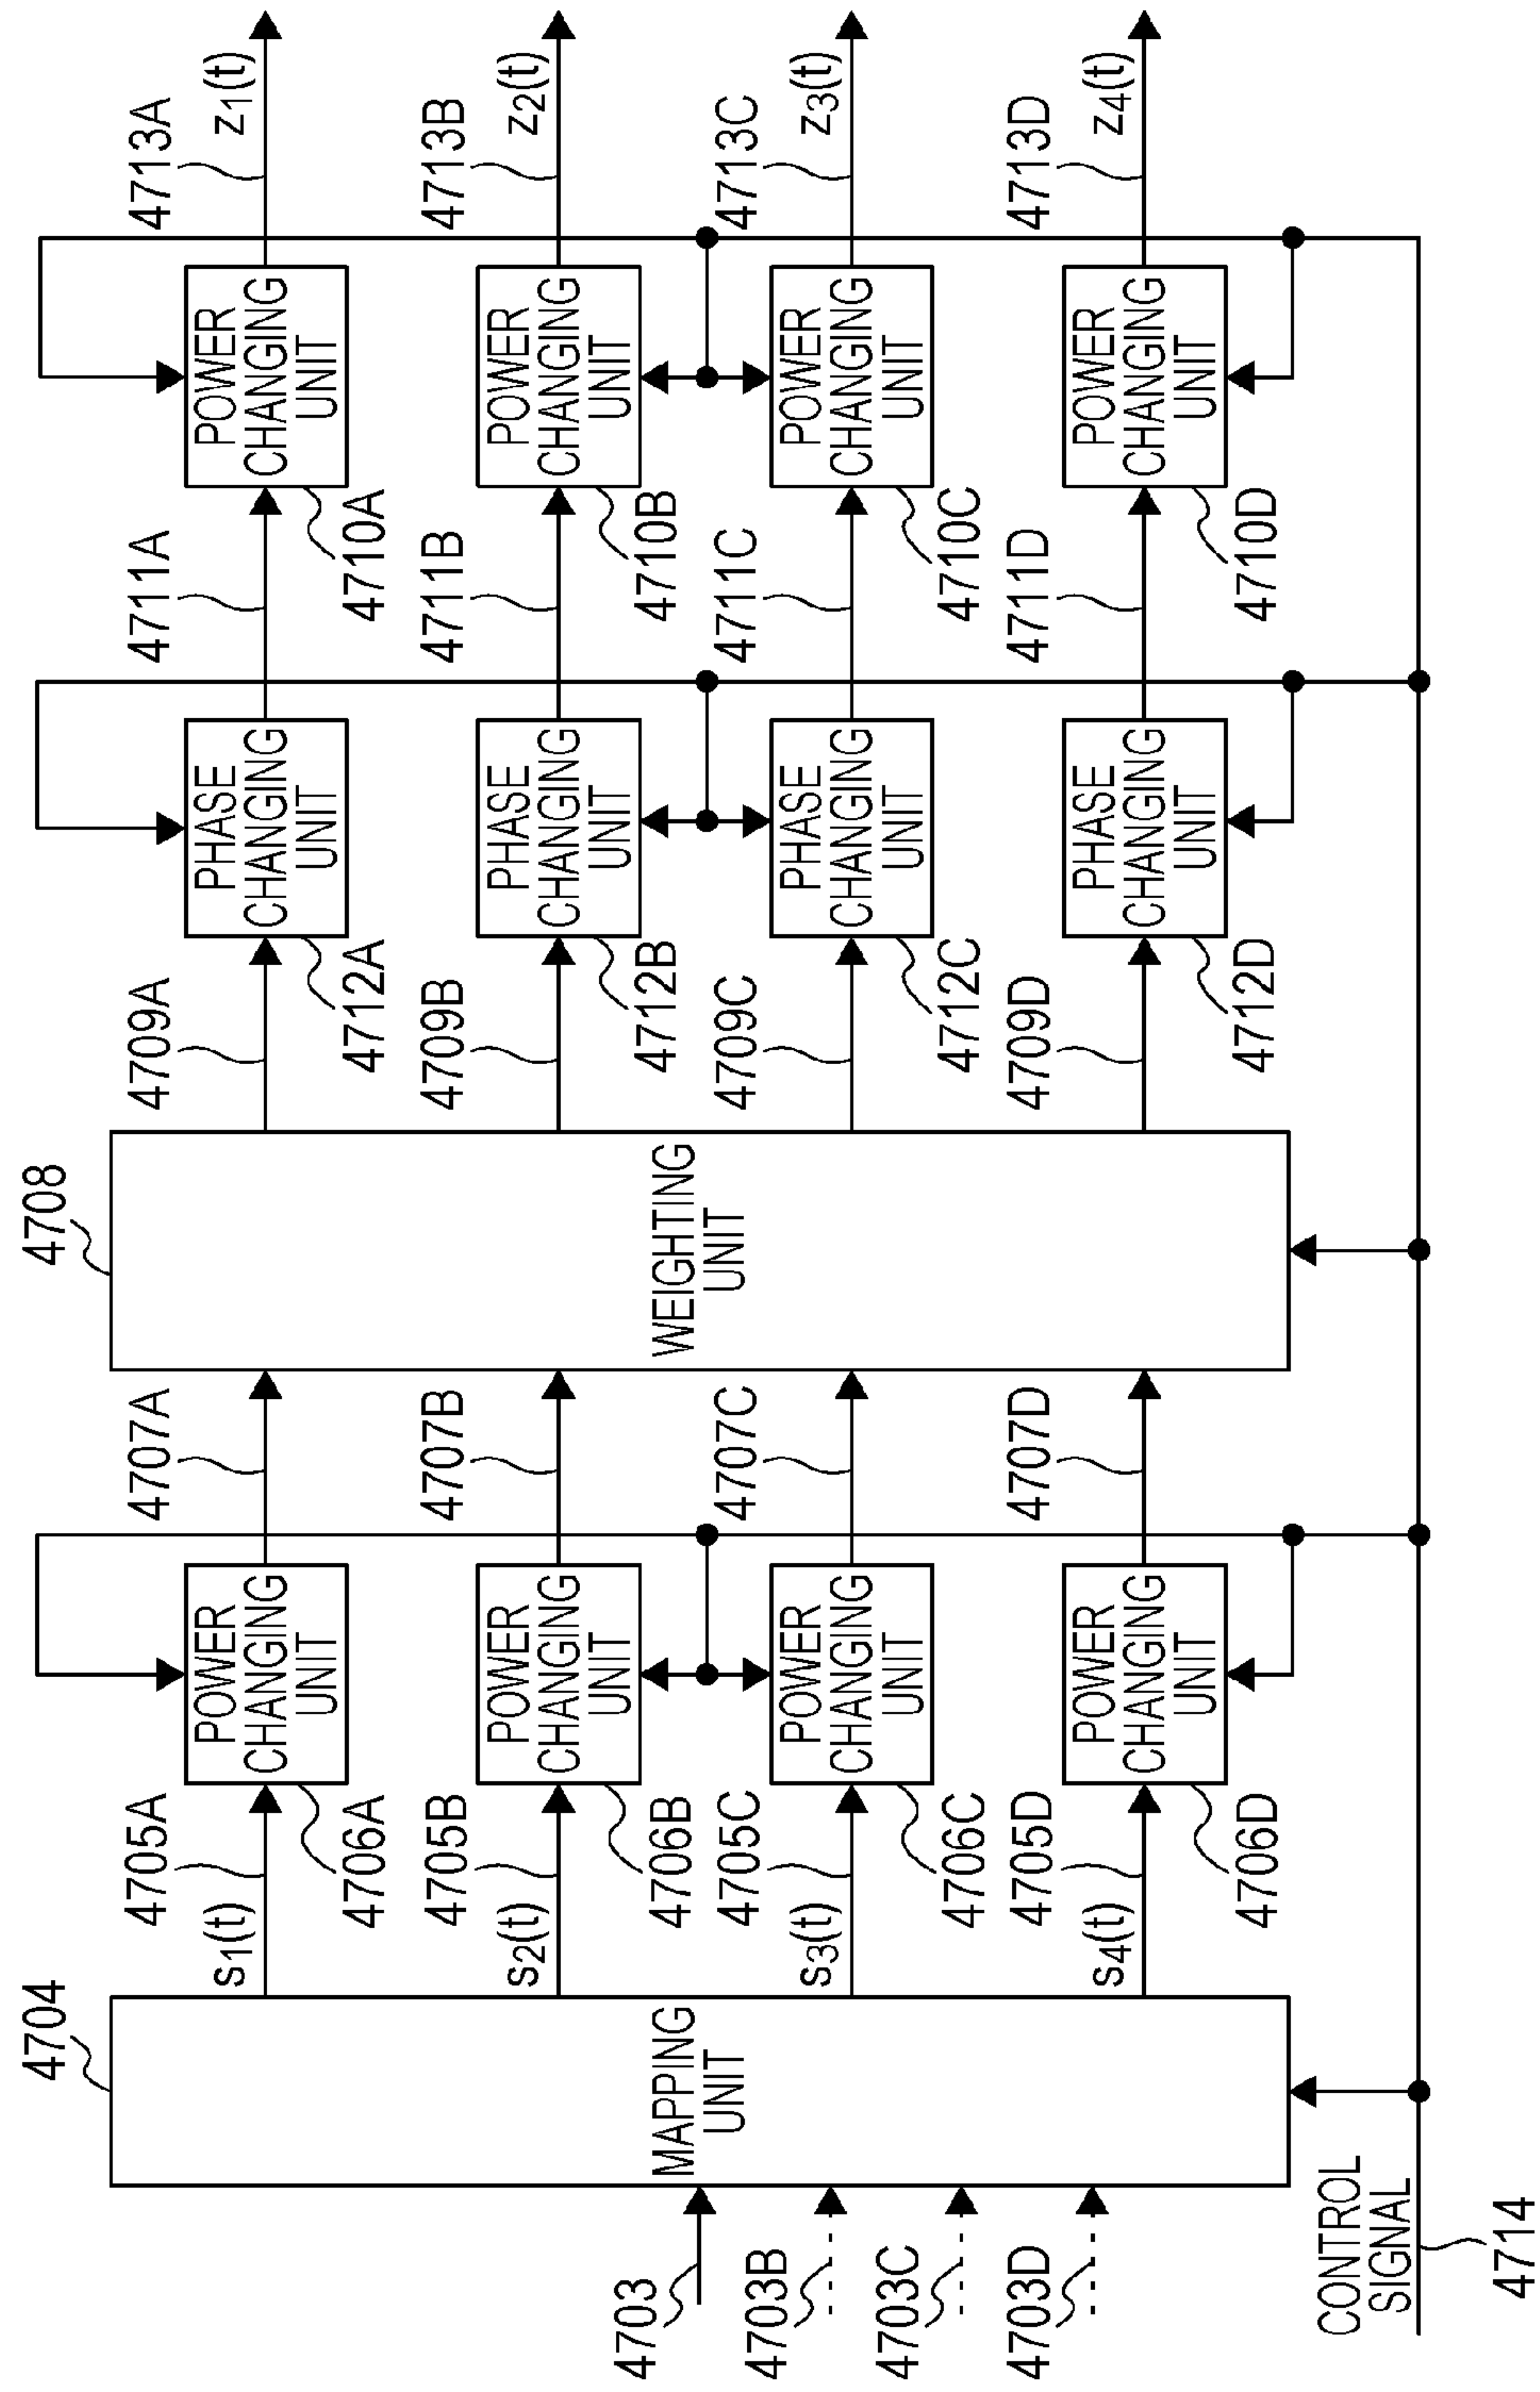 4704
MAPPING
UNIT
4703
4703B
4703C
4703D
CONTROL
SIGNAL
4714
s1(t)
4705A
s2(t)
4705B
s3(t)
4705C
s4(t)
4705D
POWER
CHANGING
UNIT
4706A
POWER
CHANGING
UNIT
4706B
POWER
CHANGING
UNIT
4706C
POWER
CHANGING
UNIT
4706D
4707A
4707B
4707C
4707D
4708
WEIGHTING
UNIT
4709A
4709B
4709C
4709D
PHASE
CHANGING
UNIT
4712A
PHASE
CHANGING
UNIT
4712B
PHASE
CHANGING
UNIT
4712C
PHASE
CHANGING
UNIT
4712D
4711A
4711B
4711C
4711D
POWER
CHANGING
UNIT
4710A
POWER
CHANGING
UNIT
4710B
POWER
CHANGING
UNIT
4710C
POWER
CHANGING
UNIT
4710D
4713A
z1(t)
4713B
z2(t)
4713C
z3(t)
4713D
z4(t)